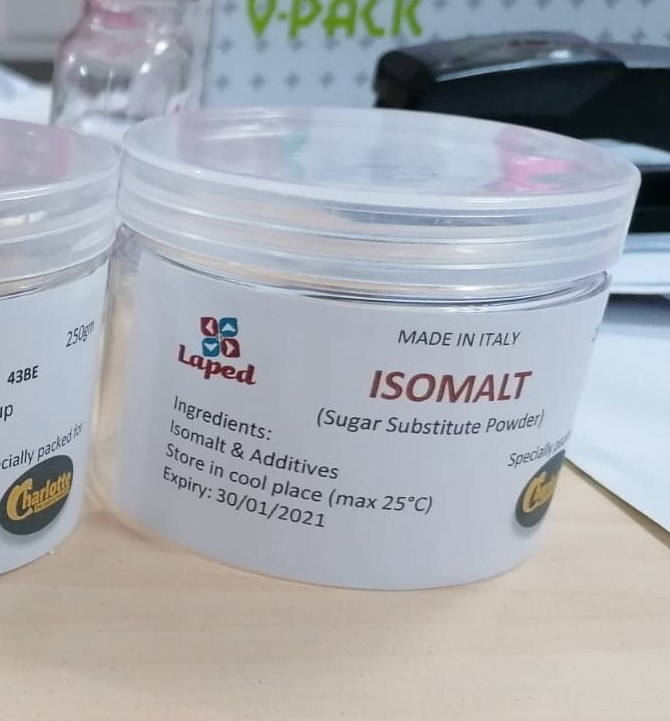 V-PACK
250gm
43BE
cially packed for
Charlotte
Laped
MADE IN ITALY
ISOMALT
(Sugar Substitute Powder)
Ingredients:
Isomalt & Additives
Store in cool place (max 25°C)
Expiry: 30/01/2021
Specially